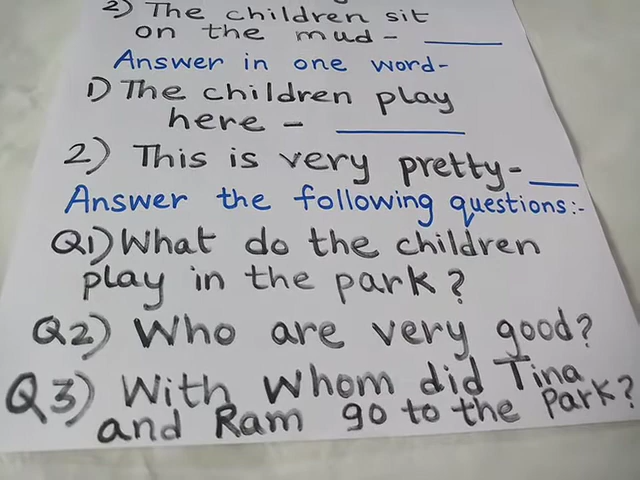 2) The children sit
on the mud- ______
Answer in one word-
1) The children play
here - ______
2) This is very pretty- ____
Answer the following questions:-
Q1) What do the children
play in the park?
Q2) Who are very good?
Q3) With whom did Tina
and Ram go to the park?